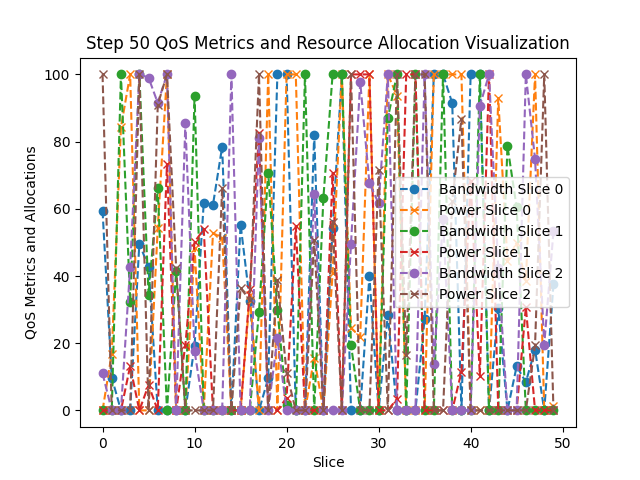 Step 50 QoS Metrics and Resource Allocation Visualization
QoS Metrics and Allocations
100
80
60
40
20
0
Bandwidth Slice 0
Power Slice 0
Bandwidth Slice 1
Power Slice 1
Bandwidth Slice 2
Power Slice 2
0 10 20 30 40 50
Slice